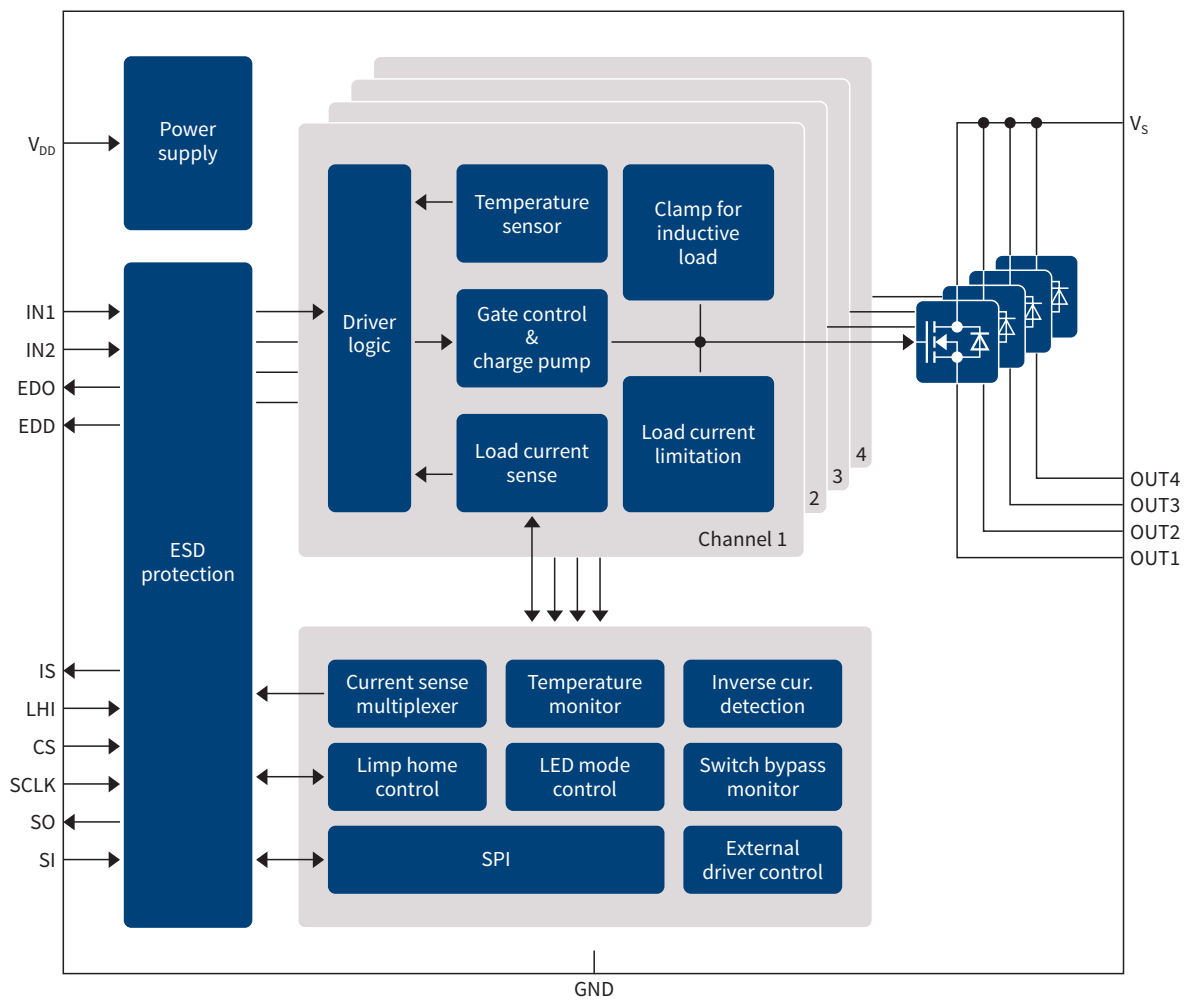 Power
supply
V_DD
V_S
Temperature
sensor
Clamp for
inductive
load
IN1
IN2
EDO
EDD
Driver
logic
Gate control
&
charge pump
Load current
sense
Load current
limitation
4
3
2
Channel 1
OUT4
OUT3
OUT2
OUT1
ESD
protection
IS
LHI
CS
SCLK
SO
SI
Current sense
multiplexer
Temperature
monitor
Inverse cur.
detection
Limp home
control
LED mode
control
Switch bypass
monitor
SPI
External
driver control
GND